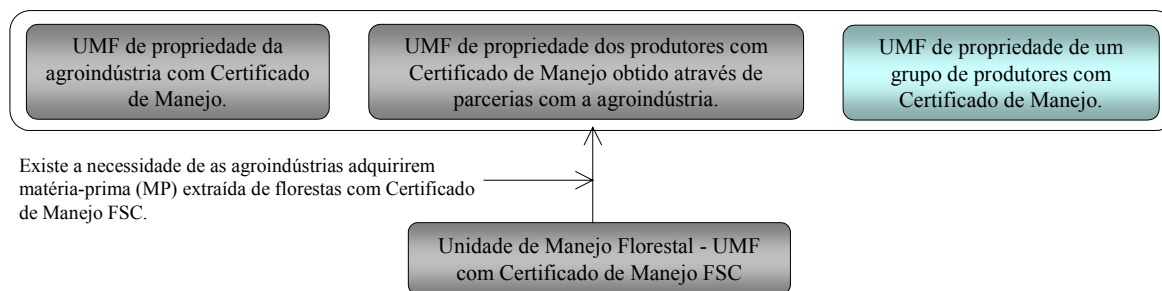 UMF de propriedade da
agroindústria com Certificado
de Manejo.
UMF de propriedade dos produtores com
Certificado de Manejo obtido através de
parcerias com a agroindústria.
UMF de propriedade de um
grupo de produtores com
Certificado de Manejo.
Existe a necessidade de as agroindústrias adquirirem
matéria-prima (MP) extraída de florestas com Certificado
de Manejo FSC.
Unidade de Manejo Florestal - UMF
com Certificado de Manejo FSC